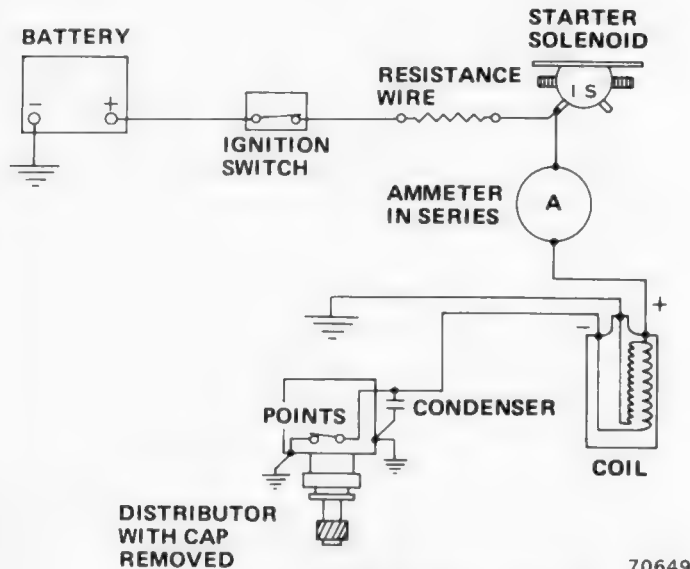 STARTER
SOLENOID
BATTERY
RESISTANCE
WIRE
- +
I S
IGNITION
SWITCH
AMMETER
IN SERIES
A
+
-
POINTS
CONDENSER
COIL
DISTRIBUTOR
WITH CAP
REMOVED
70649